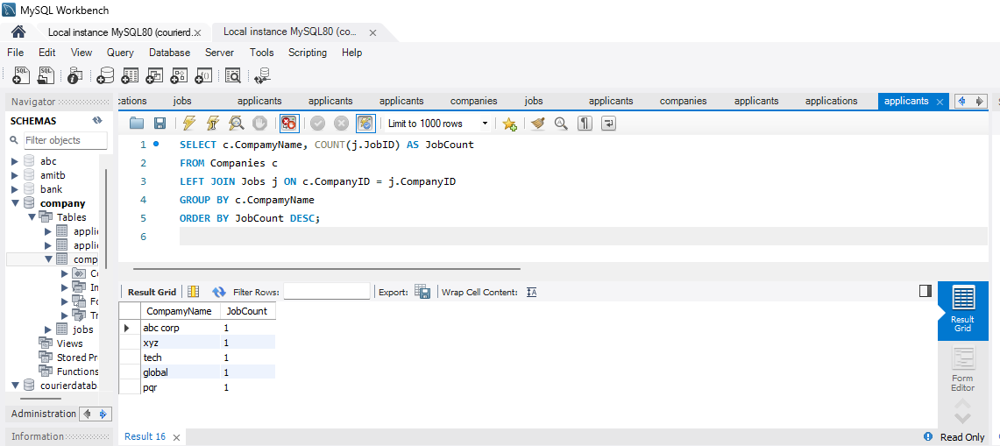 MySQL Workbench
Local instance MySQL80 (courierd. x
Local instance MySQL80 (co... x
File Edit View Query Database Server Tools Scripting Help
Navigator
SCHEMAS
Filter objects
abc
amitb
bank
company
Tables
applic
applic
comp
C
In
Fo
Tr
jobs
Views
Stored Pr
Functions
courierdatab
Administration
Information
cations jobs applicants applicants applicants companies jobs applicants companies applicants applications applicants x
Limit to 1000 rows
1 SELECT c.CompamyName, COUNT(j.JobID) AS JobCount
2 FROM Companies c
3 LEFT JOIN Jobs j ON c.CompanyID = j.CompanyID
4 GROUP BY c.CompamyName
5 ORDER BY JobCount DESC;
6
Result Grid Filter Rows: Export: Wrap Cell Content:
CompamyName JobCount
abc corp 1
xyz 1
tech 1
global 1
pqr 1
Result
Grid
Form
Editor
Result 16 x
Read Only